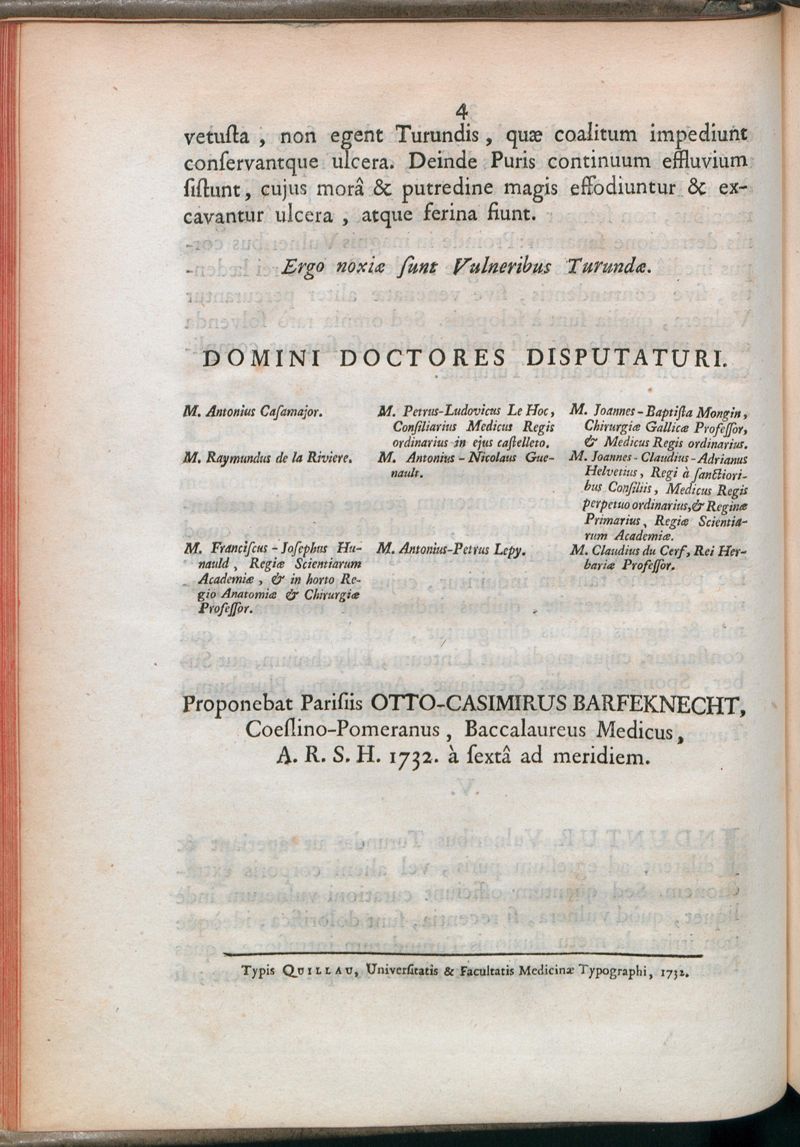 4
vetuſta , non egent Turundis , quæ coalitum impediunt
conſervantque ulcera. Deinde Puris continuum effluvium
ſiſtunt, cujus morâ & putredine magis effodiuntur & ex-
cavantur ulcera , atque ferina fiunt.
Ergo noxiæ ſunt Vulneribus Turundæ.
DOMINI DOCTORES DISPUTATURI.
M. Antonius Caſamajor.
M. Petrus-Ludovicus Le Hoc,
Conſiliarius Medicus Regis
ordinarius in ejus caſtelleto.
M. Joannes-Baptiſta Mongin,
Chirurgiæ Gallicæ Profeſſor,
& Medicus Regis ordinarius.
M. Raymundus de la Riviere.
M. Antonius-Nicolaus Gue-
nault.
M. Joannes-Claudius-Adrianus
Helvetius, Regi à ſanctiori-
bus Conſiliis, Medicus Regis
perpetuo ordinarius, & Reginæ
Primarius, Regiæ Scientia-
rum Academiæ.
M. Franciſcus-Joſephus Hu-
nauld , Regiæ Scientiarum
Academiæ , & in horto Re-
gio Anatomiæ & Chirurgiæ
Profeſſor.
M. Antonius-Petrus Lepy.
M. Claudius du Cerf, Rei Her-
bariæ Profeſſor.
Proponebat Pariſiis OTTO-CASIMIRUS BARFEKNECHT,
Coeſlino-Pomeranus , Baccalaureus Medicus,
A. R. S. H. 1732. à ſextâ ad meridiem.
Typis QUILLAU, Univerſitatis & Facultatis Medicinæ Typographi, 1732.